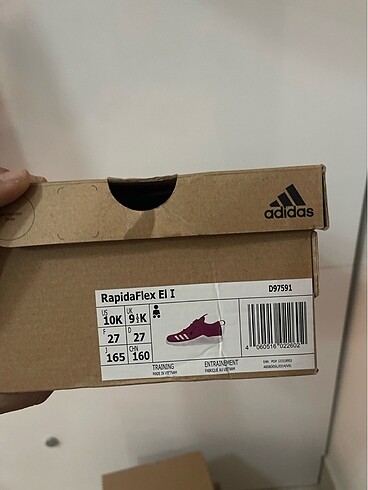 adidas
RapidaFlex El I
D97591
US UK
10K 9½K
F D
27 27
J CHN
165 160
TRAINING ENTRAINEMENT
MADE IN VIETNAM FABRIQUÉ AU VIETNAM
4 060516 022602